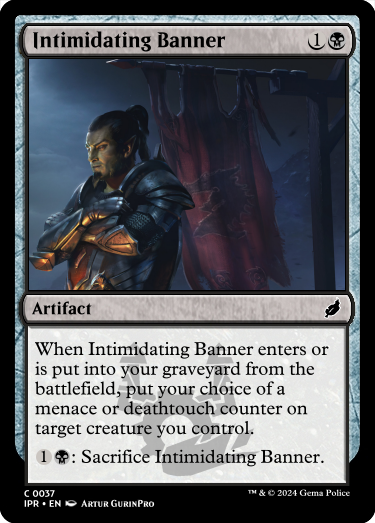 Intimidating Banner 1
Artifact
When Intimidating Banner enters or
is put into your graveyard from the
battlefield, put your choice of a
menace or deathtouch counter on
target creature you control.
1 : Sacrifice Intimidating Banner.
C 0037
IPR • EN Artur GurinPro
™ & © 2024 Gema Police